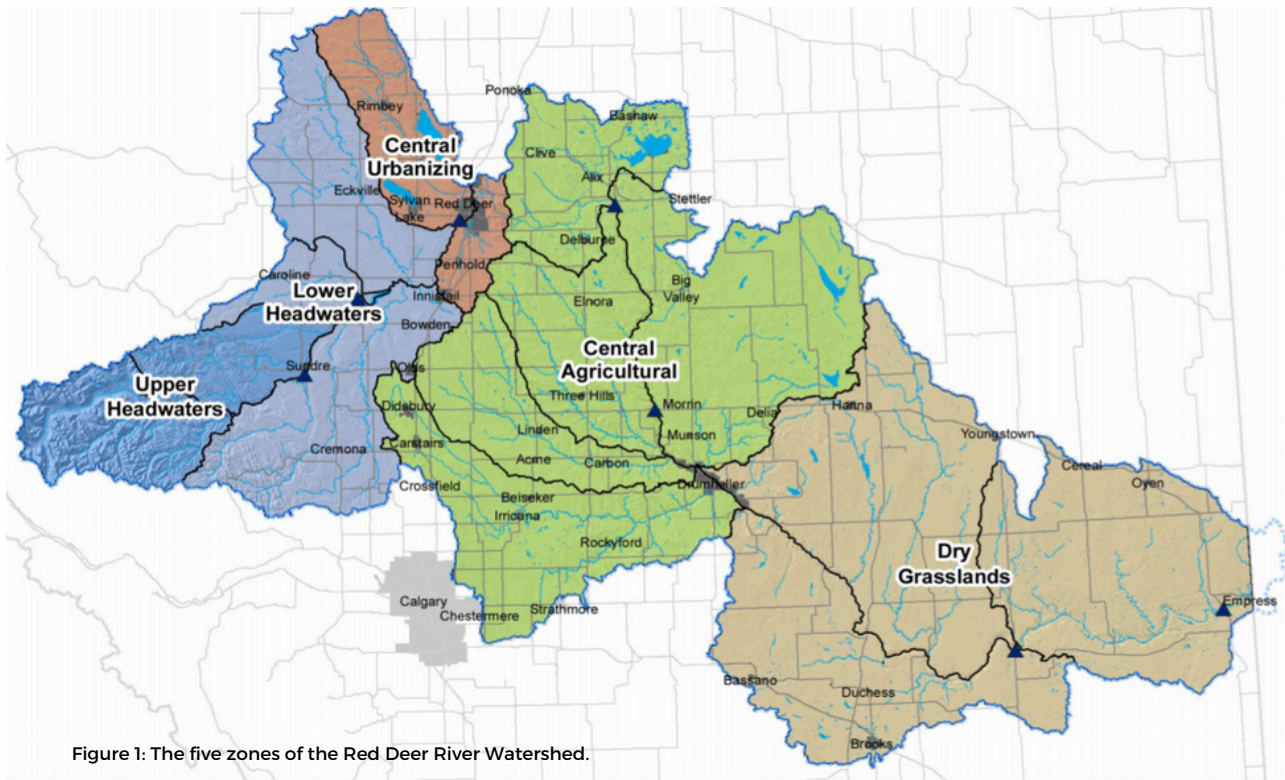 Ponoka
Rimbey
Bashaw
Central
Urbanizing
Clive
Alix
Eckville
Sylvan
Lake
Red Deer
Stettler
Delburne
Penhold
Caroline
Big
Valley
Lower
Headwaters
Innisfail
Elnora
Bowden
Central
Agricultural
Sundre
Olds
Upper
Headwaters
Three Hills
Didsbury
Morrin
Delia
Hanna
Linden
Munson
Youngstown
Carstairs
Cremona
Acme
Carbon
Cereal
Crossfield
Drumheller
Oyen
Beiseker
Irricana
Rockyford
Dry
Grasslands
Calgary
Chestermere
Strathmore
Empress
Bassano
Duchess
Brooks
Figure 1: The five zones of the Red Deer River Watershed.